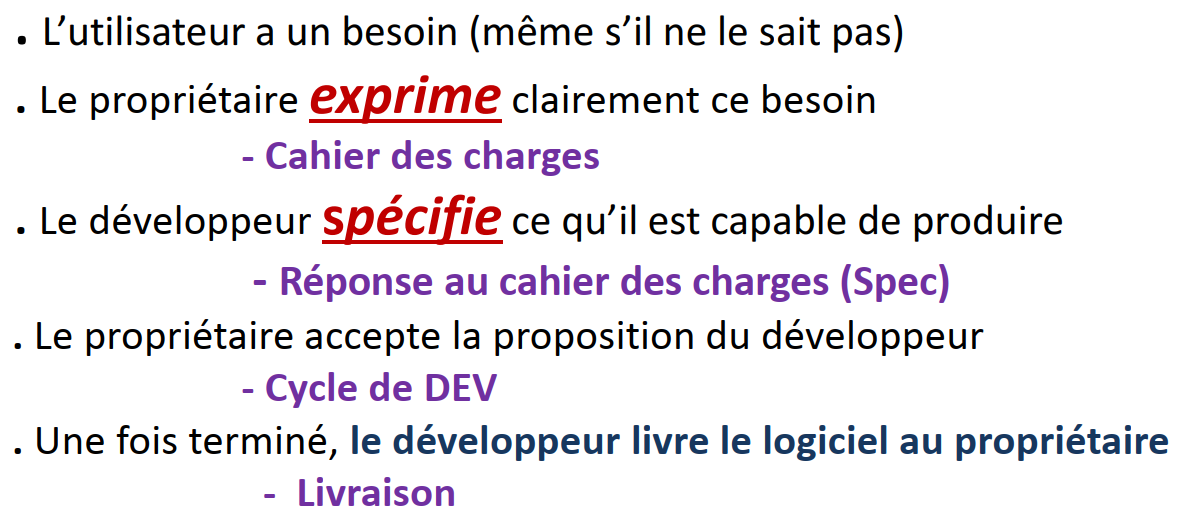 . L’utilisateur a un besoin (même s’il ne le sait pas)
. Le propriétaire exprime clairement ce besoin
- Cahier des charges
. Le développeur spécifie ce qu’il est capable de produire
- Réponse au cahier des charges (Spec)
. Le propriétaire accepte la proposition du développeur
- Cycle de DEV
. Une fois terminé, le développeur livre le logiciel au propriétaire
- Livraison